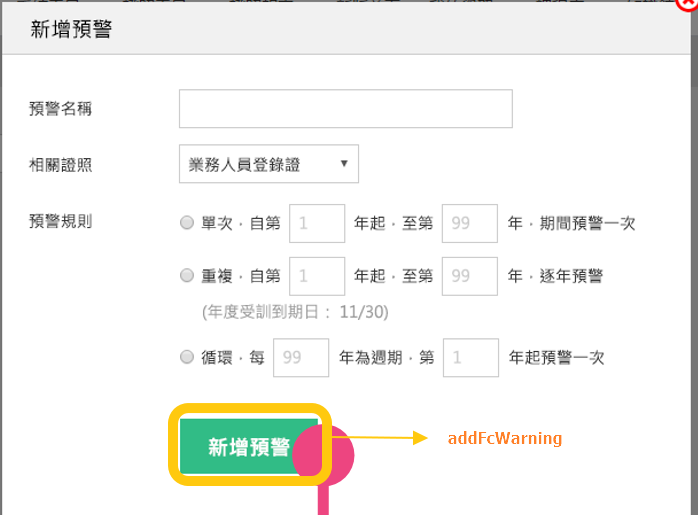 新增預警
預警名稱
相關證照 業務人員登錄證
預警規則 單次，自第 1 年起，至第 99 年，期間預警一次
重複，自第 1 年起，至第 99 年，逐年預警
(年度受訓到期日： 11/30)
循環，每 99 年為週期，第 1 年起預警一次
新增預警 addFcWarning